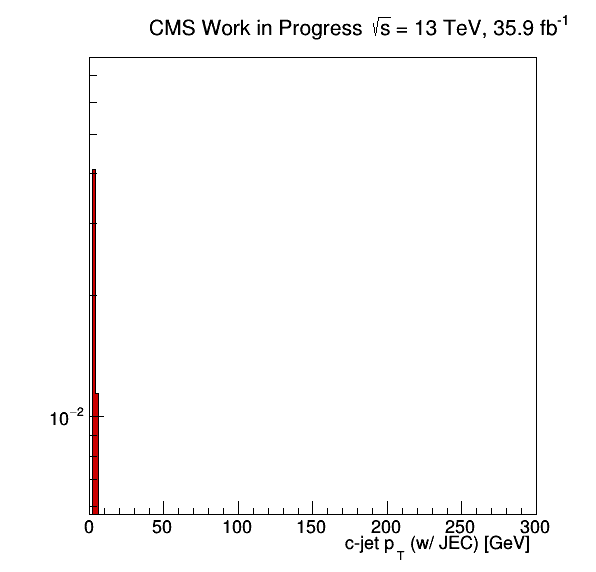 CMS Work in Progress √s = 13 TeV, 35.9 fb⁻¹
10⁻²
0 50 100 150 200 250 300
c-jet p_T (w/ JEC) [GeV]